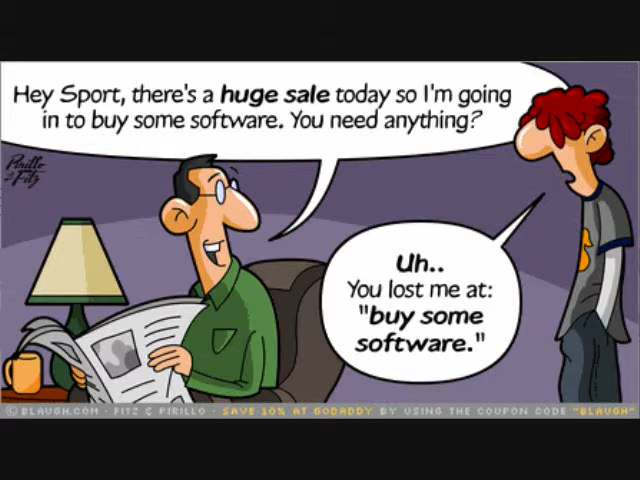 Hey Sport, there's a huge sale today so I'm going
in to buy some software. You need anything?
Pirillo
& Fitz
Uh..
You lost me at:
"buy some
software."
© BLAUGH.COM · FITZ & PIRILLO · SAVE 10% AT GODADDY BY USING THE COUPON CODE "BLAUGH"